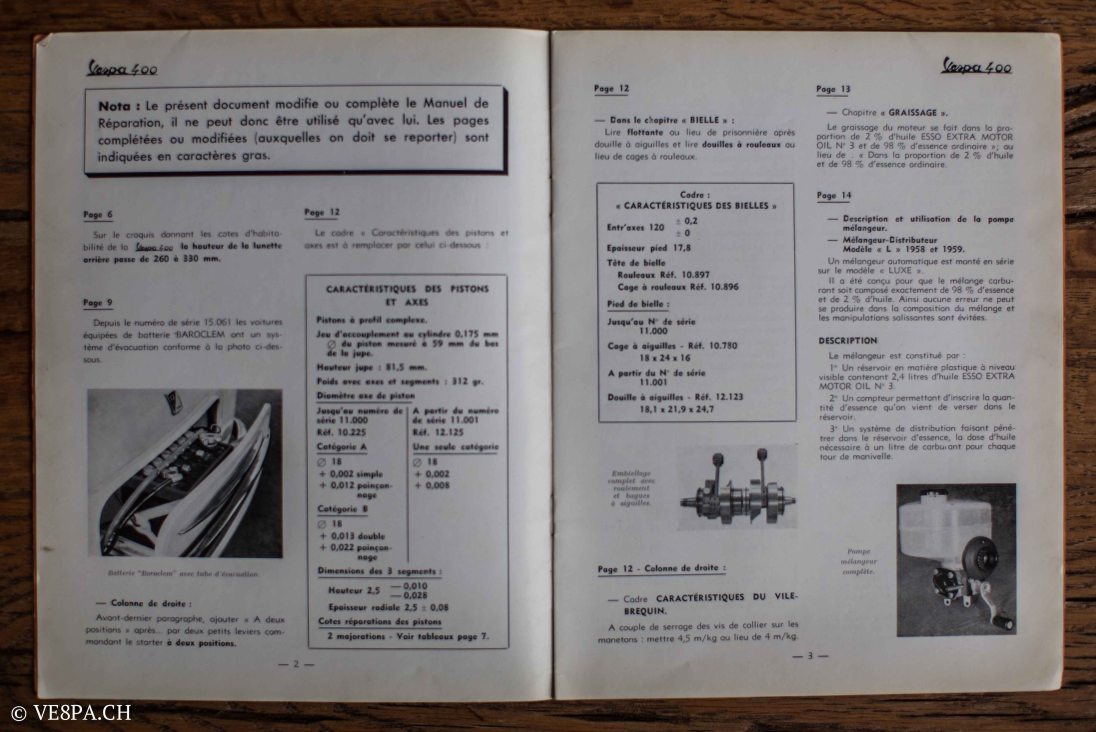 Vespa 400
Nota : Le présent document modifie ou complète le Manuel de
Réparation, il ne peut donc être utilisé qu'avec lui. Les pages
complétées ou modifiées (auxquelles on doit se reporter) sont
indiquées en caractères gras.
Page 6
Sur le croquis donnant les cotes d'habita-
bilité de la Vespa 400 la hauteur de la lunette
arrière passe de 260 à 330 mm.
Page 9
Depuis le numéro de série 15.061 les voitures
équipées de batterie "BAROCLEM ont un sys-
tème d'évacuation conforme à la photo ci-des-
sous.
Batterie "Baroclem" avec tube d'évacuation.
— Colonne de droite :
Avant-dernier paragraphe, ajouter « A deux
positions » après... par deux petits leviers com-
mandant le starter à deux positions.
Page 12
Le cadre « Caractéristiques des pistons et
axes est à remplacer par celui ci-dessous :
CARACTÉRISTIQUES DES PISTONS
ET AXES
Pistons à profil complexe.
Jeu d'accouplement au cylindre 0,175 mm
∅ du piston mesuré à 59 mm du bas
de la jupe.
Hauteur jupe : 81,5 mm.
Poids avec axes et segments : 312 gr.
Diamètre axe de piston
Jusqu'au numéro de
série 11.000
Réf. 10.225
Catégorie A
∅ 18
+ 0,002 simple
+ 0,012 poinçon-
nage
Catégorie B
∅ 18
+ 0,013 double
+ 0,022 poinçon-
nage
A partir du numéro
de série 11.001
Réf. 12.125
Une seule catégorie
∅ 18
+ 0,002
+ 0,008
Dimensions des 3 segments :
Hauteur 2,5 — 0,010
— 0,028
Epaisseur radiale 2,5 ± 0,08
Cotes réparations des pistons
2 majorations - Voir tableaux page 7.
— 2 —
Vespa 400
Page 12
— Dans le chapitre « BIELLE » :
Lire flottante au lieu de prisonnière après
douille à aiguilles et lire douilles à rouleaux au
lieu de cages à rouleaux.
Cadre :
« CARACTÉRISTIQUES DES BIELLES »
Entr'axes 120 ± 0,2
± 0
Epaisseur pied 17,8
Tête de bielle
Rouleaux Réf. 10.897
Cage à rouleaux Réf. 10.896
Pied de bielle :
Jusqu'au N° de série
11.000
Cage à aiguilles - Réf. 10.780
18 x 24 x 16
A partir du N° de série
11.001
Douille à aiguilles - Réf. 12.123
18,1 x 21,9 x 24,7
Embiellage
complet avec
roulement
et bagues
à aiguilles.
Page 12 - Colonne de droite :
— Cadre CARACTÉRISTIQUES DU VILE-
BREQUIN.
A couple de serrage des vis de collier sur les
manetons : mettre 4,5 m/kg au lieu de 4 m/kg.
Page 13
— Chapitre « GRAISSAGE ».
Le graissage du moteur se fait dans la pro-
portion de 2 % d'huile ESSO EXTRA MOTOR
OIL N° 3 et de 98 % d'essence ordinaire »; au
lieu de : « Dans la proportion de 2 % d'huile
et de 98 % d'essence ordinaire.
Page 14
— Description et utilisation de la pompe
mélangeur.
— Mélangeur-Distributeur
Modèle « L » 1958 et 1959.
Un mélangeur automatique est monté en série
sur le modèle « LUXE ».
Il a été conçu pour que le mélange carbu-
rant soit composé exactement de 98 % d'essence
et de 2 % d'huile. Ainsi aucune erreur ne peut
se produire dans la composition du mélange et
les manipulations salissantes sont évitées.
DESCRIPTION
Le mélangeur est constitué par :
1° Un réservoir en matière plastique à niveau
visible contenant 2,4 litres d'huile ESSO EXTRA
MOTOR OIL N° 3.
2° Un compteur permettant d'inscrire la quan-
tité d'essence qu'on vient de verser dans le
réservoir.
3° Un système de distribution faisant péné-
trer dans le réservoir d'essence, la dose d'huile
nécessaire à un litre de carburant pour chaque
tour de manivelle.
Pompe
mélangeur
complète.
— 3 —
© VE8PA.CH